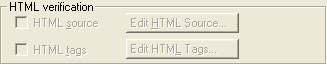 HTML verification
HTML source Edit HTML Source...
HTML tags Edit HTML Tags...